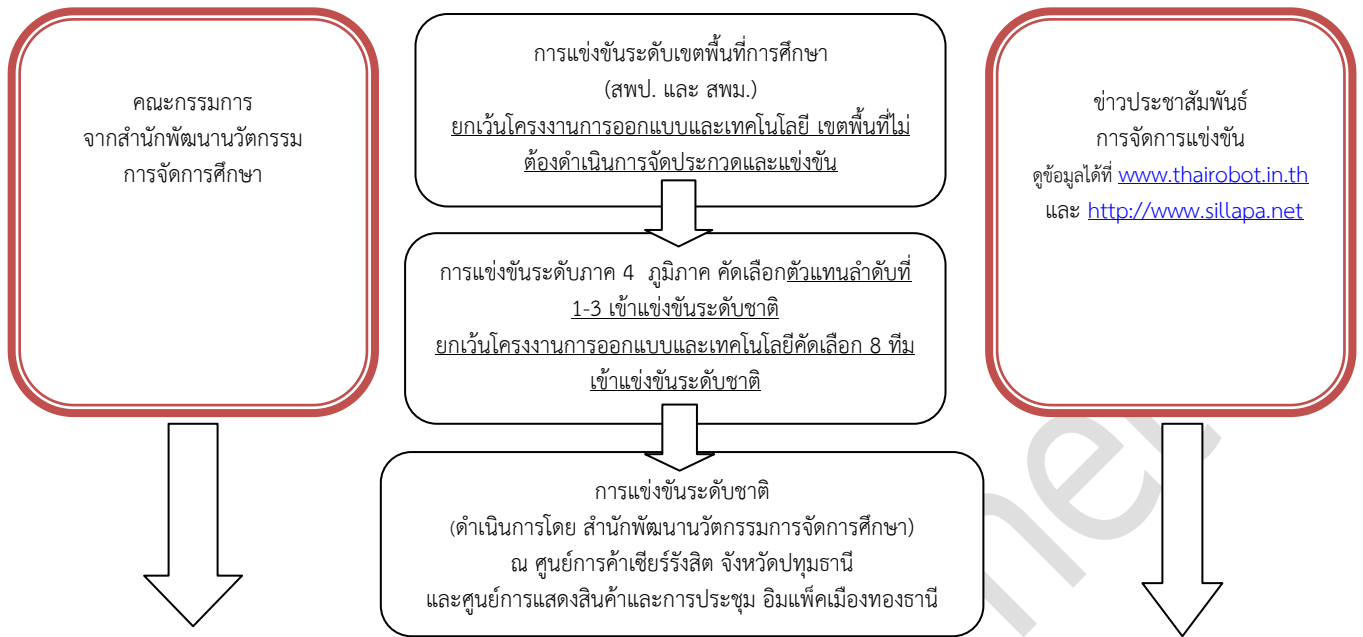 คณะกรรมการ
จากสำนักพัฒนานวัตกรรม
การจัดการศึกษา
การแข่งขันระดับเขตพื้นที่การศึกษา
(สพป. และ สพม.)
ยกเว้นโครงงานการออกแบบและเทคโนโลยี เขตพื้นที่ไม่
ต้องดำเนินการจัดประกวดและแข่งขัน
การแข่งขันระดับภาค 4 ภูมิภาค คัดเลือกตัวแทนลำดับที่
1-3 เข้าแข่งขันระดับชาติ
ยกเว้นโครงงานการออกแบบและเทคโนโลยีคัดเลือก 8 ทีม
เข้าแข่งขันระดับชาติ
การแข่งขันระดับชาติ
(ดำเนินการโดย สำนักพัฒนานวัตกรรมการจัดการศึกษา)
ณ ศูนย์การค้าเซียร์รังสิต จังหวัดปทุมธานี
และศูนย์การแสดงสินค้าและการประชุม อิมแพ็คเมืองทองธานี
ข่าวประชาสัมพันธ์
การจัดการแข่งขัน
ดูข้อมูลได้ที่ www.thairobot.in.th
และ http://www.sillapa.net